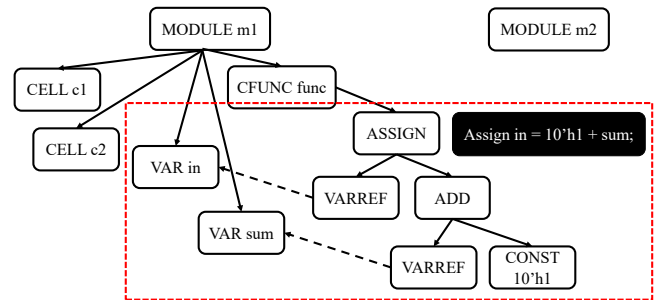 MODULE m1
MODULE m2
CELL c1
CFUNC func
CELL c2
ASSIGN
Assign in = 10’h1 + sum;
VAR in
VARREF
ADD
VAR sum
VARREF
CONST
10’h1